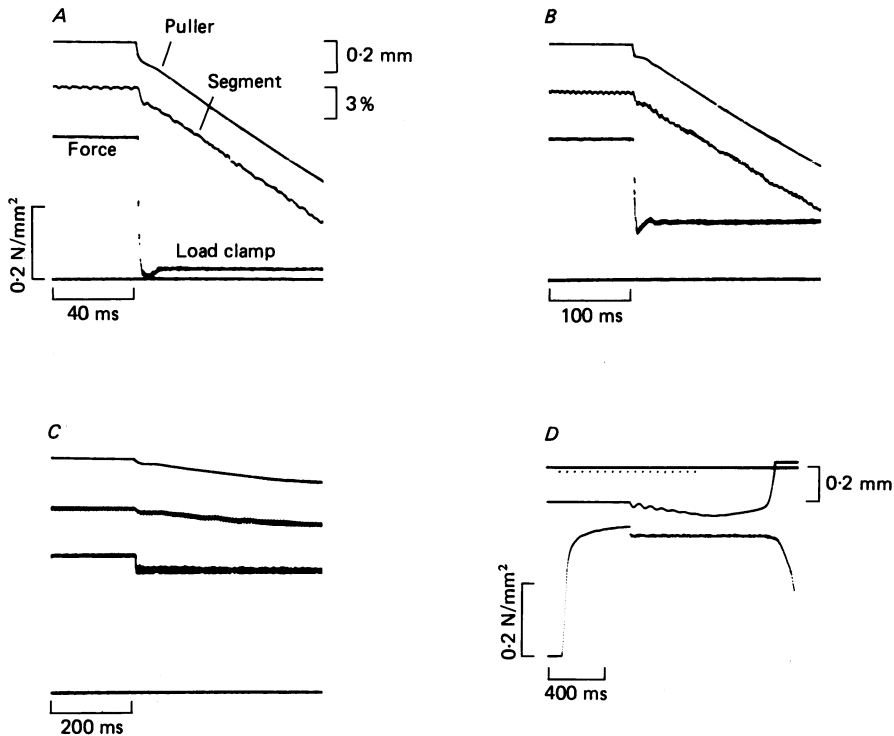 A
Puller
0·2 mm
Segment
3%
Force
0·2 N/mm²
Load clamp
40 ms
B
100 ms
C
200 ms
D
0·2 mm
0·2 N/mm²
400 ms